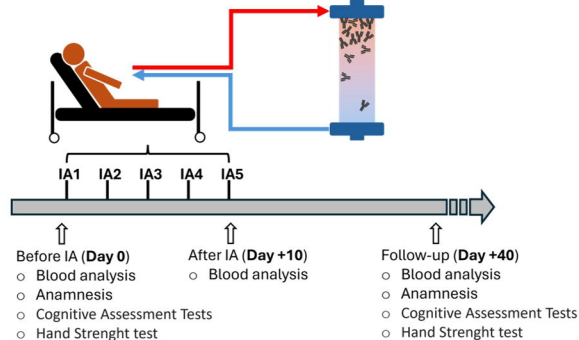 IA1 IA2 IA3 IA4 IA5
Before IA (Day 0)
o Blood analysis
o Anamnesis
o Cognitive Assessment Tests
o Hand Strenght test
After IA (Day +10)
o Blood analysis
Follow-up (Day +40)
o Blood analysis
o Anamnesis
o Cognitive Assessment Tests
o Hand Strenght test